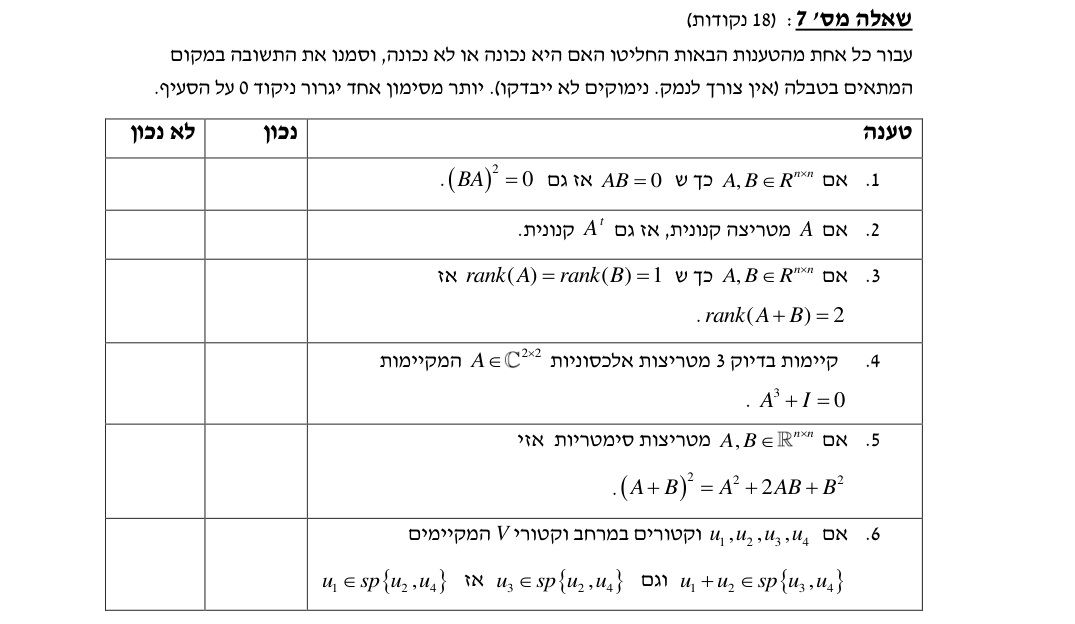 שאלה מס׳ 7 : (18 נקודות)
עבור כל אחת מהטענות הבאות החליטו האם היא נכונה או לא נכונה, וסמנו את התשובה במקום
המתאים בטבלה (אין צורך לנמק. נימוקים לא ייבדקו). יותר מסימון אחד יגרור ניקוד 0 על הסעיף.
טענה נכון לא נכון
1. אם A, B ∈ R^{n×n} כך ש AB = 0 אז גם (BA)^2 = 0.
2. אם A מטריצה קנונית, אז גם A^t קנונית.
3. אם A, B ∈ R^{n×n} כך ש rank(A) = rank(B) = 1 אז
rank(A + B) = 2 .
4. קיימות בדיוק 3 מטריצות אלכסוניות A ∈ ℂ^{2×2} המקיימות
A^3 + I = 0 .
5. אם A, B ∈ ℝ^{n×n} מטריצות סימטריות אזי
(A + B)^2 = A^2 + 2AB + B^2 .
6. אם u_1, u_2, u_3, u_4 וקטורים במרחב וקטורי V המקיימים
u_1 + u_2 ∈ sp{u_3, u_4} וגם u_3 ∈ sp{u_2, u_4} אז u_1 ∈ sp{u_2, u_4}